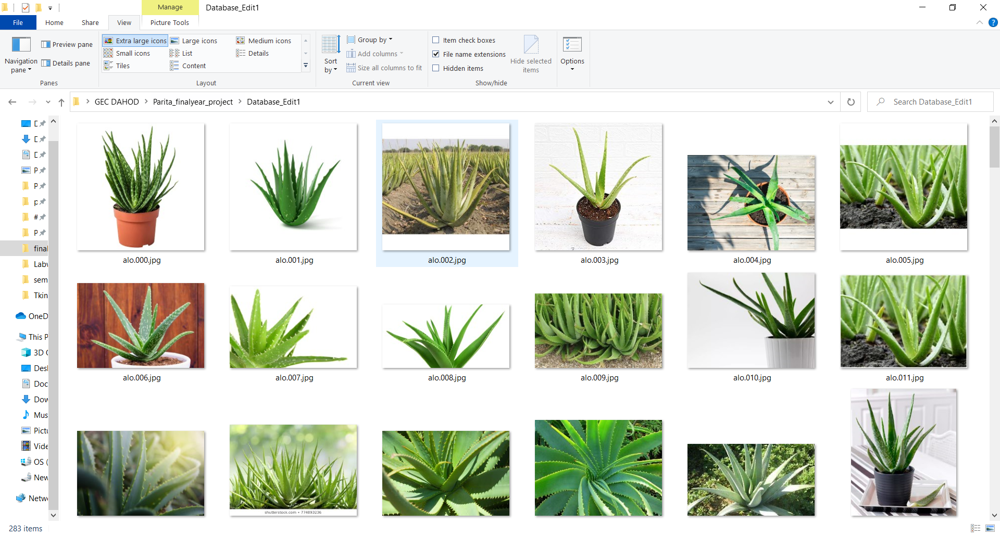 Manage
Database_Edit1
File
Home
Share
View
Picture Tools
Navigation
pane
Preview pane
Details pane
Panes
Extra large icons
Large icons
Medium icons
Small icons
List
Details
Tiles
Content
Layout
Sort
by
Group by
Add columns
Size all columns to fit
Current view
Item check boxes
File name extensions
Hidden items
Hide selected
items
Show/hide
Options
GEC DAHOD > Parita_finalyear_project > Database_Edit1
Search Database_Edit1
D
D
D
P
P
p
#
P
final
Labw
sem
Tkin
OneD
This P
3D O
Desk
Doc
Dow
Mus
Pictu
Vide
OS (
New
Netwo
alo.000.jpg
alo.001.jpg
alo.002.jpg
alo.003.jpg
alo.004.jpg
alo.005.jpg
alo.006.jpg
alo.007.jpg
alo.008.jpg
alo.009.jpg
alo.010.jpg
alo.011.jpg
shutterstock.com • 774893236
283 items